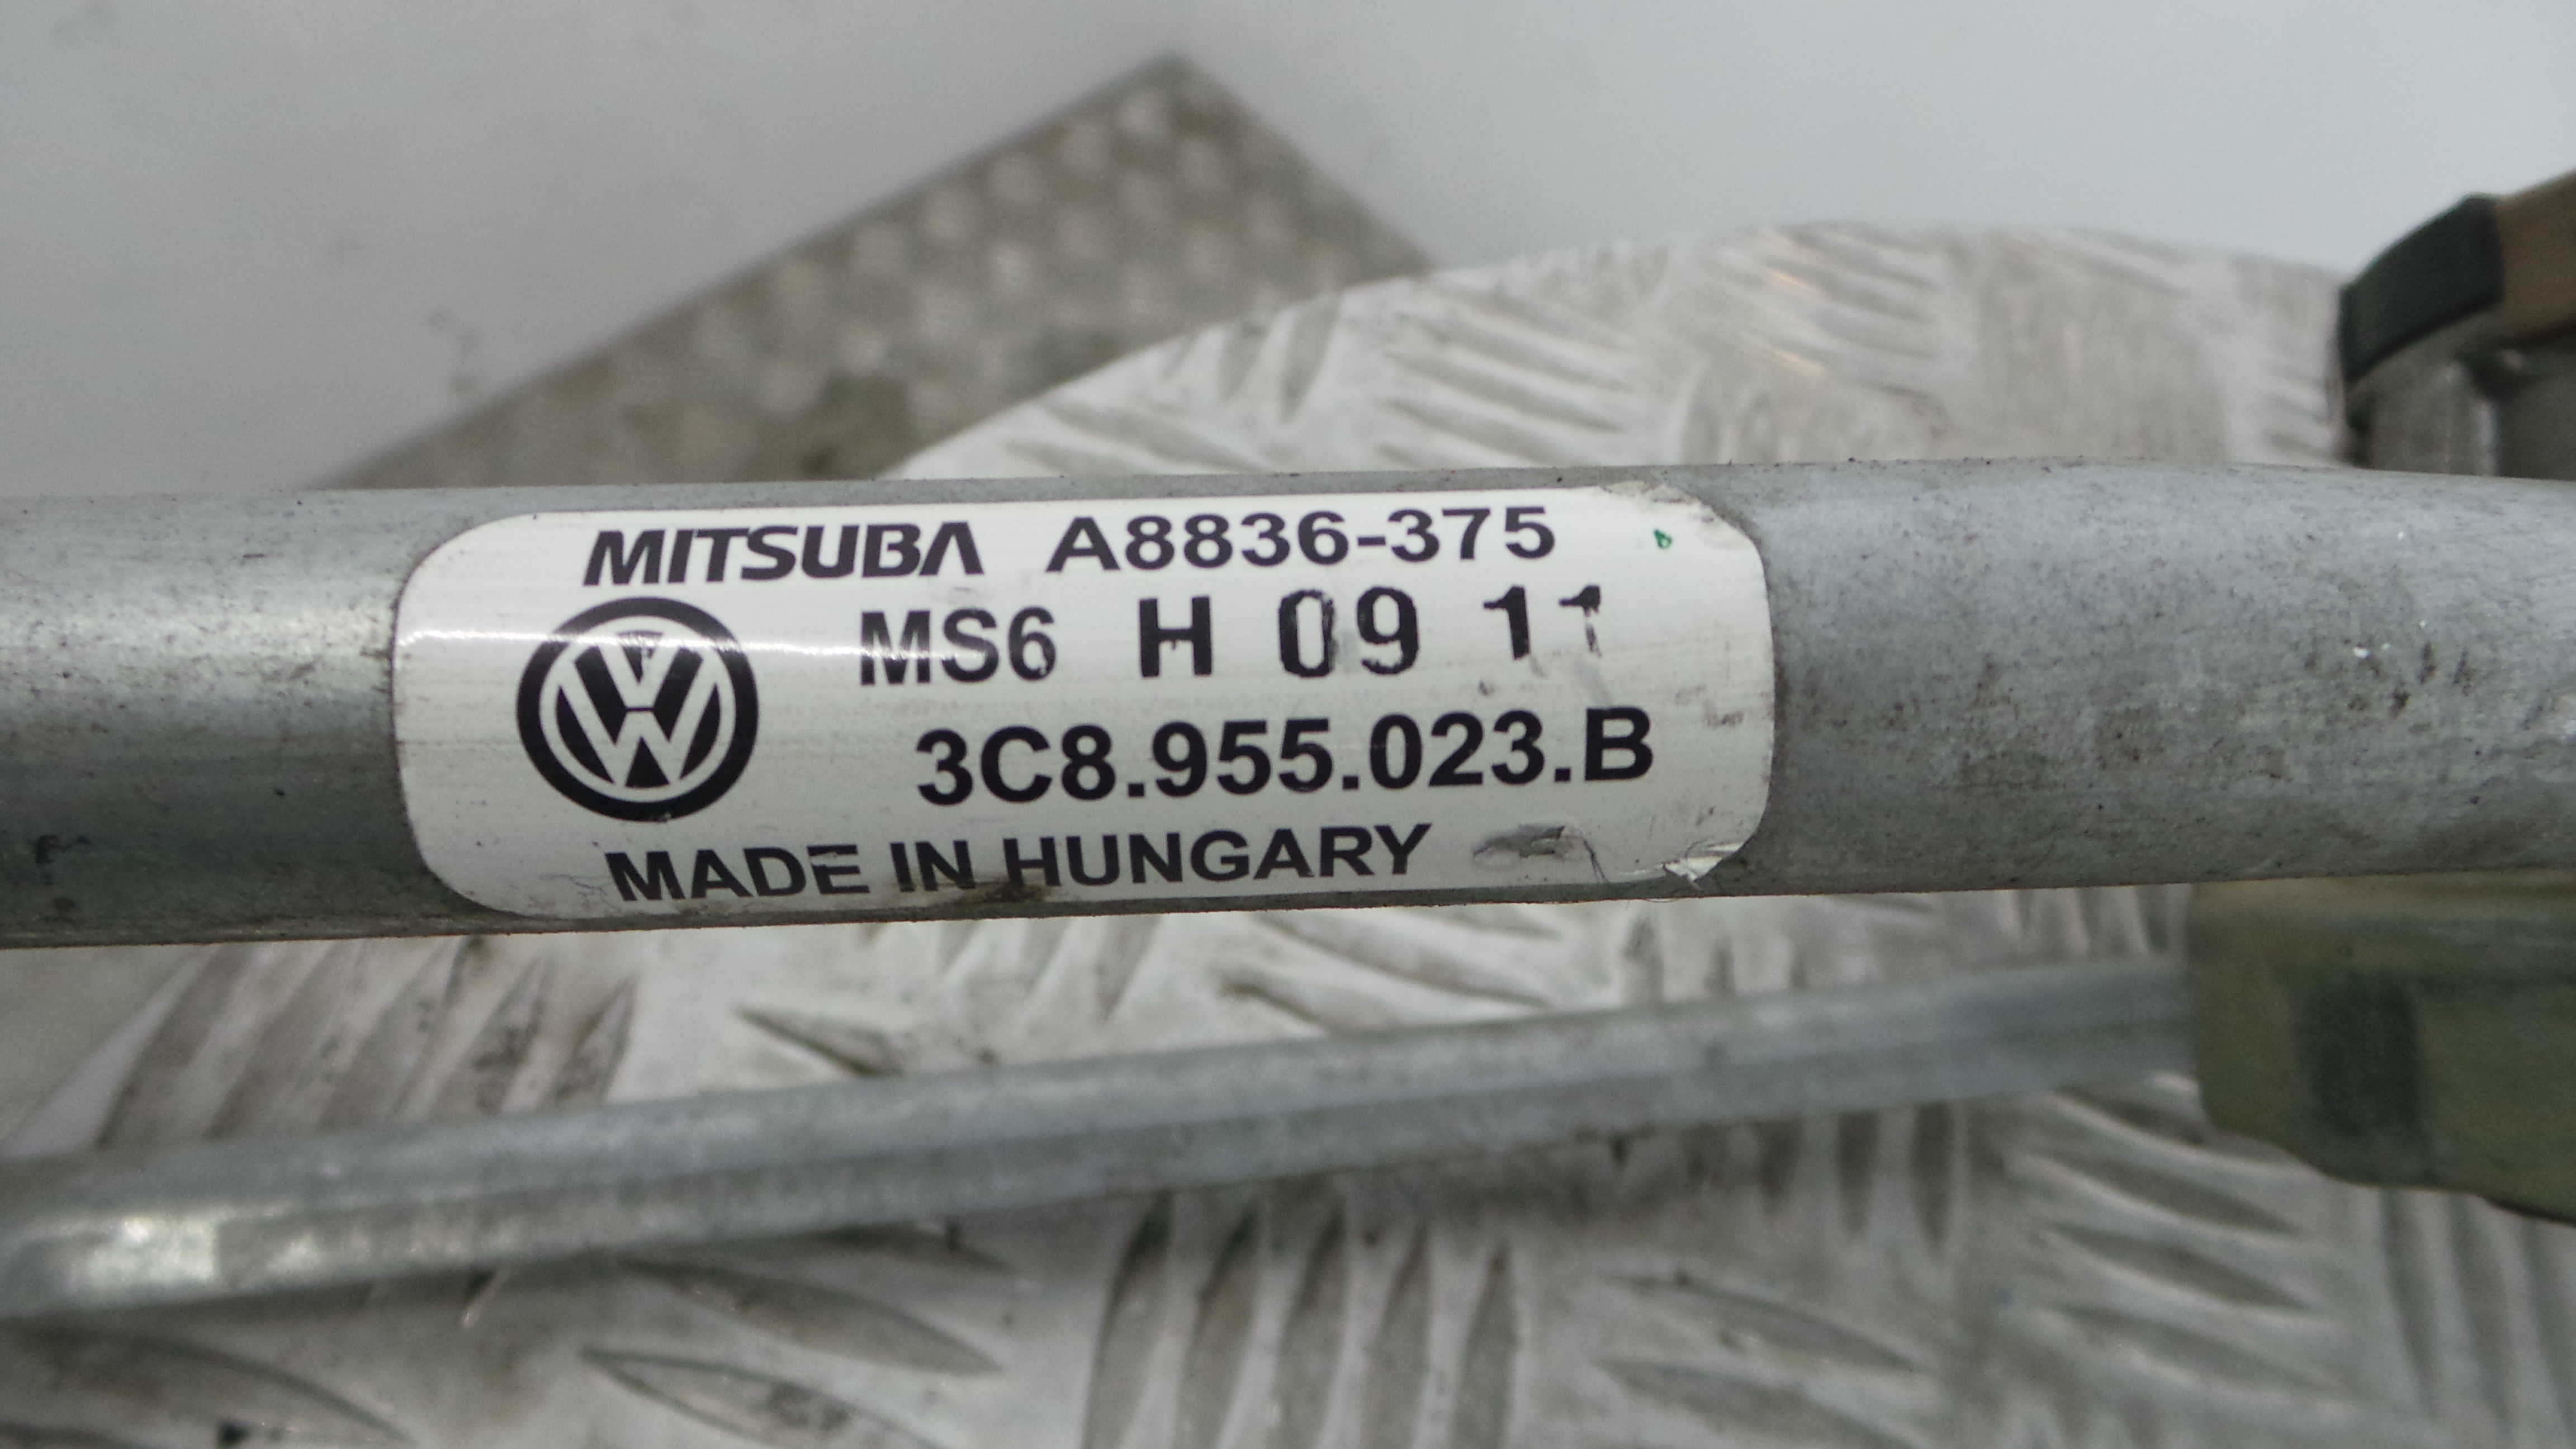 MITSUBA A8836-375
MS6 H 09 11
3C8.955.023.B
MADE IN HUNGARY